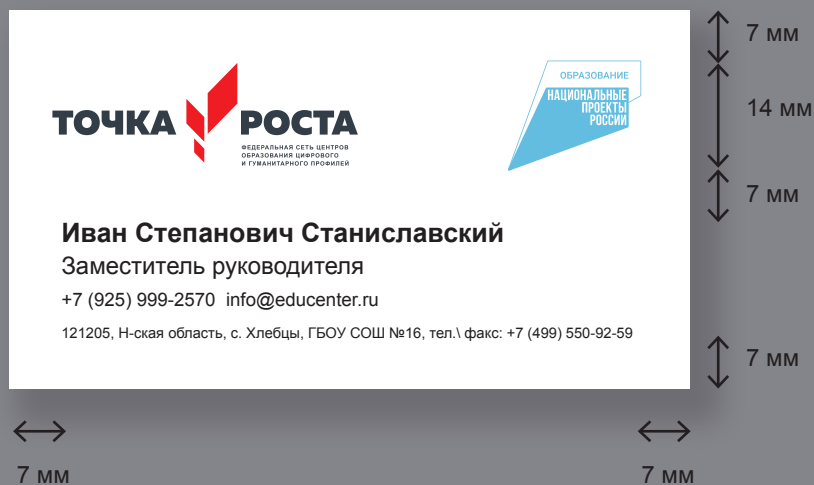 ТОЧКА РОСТА
ФЕДЕРАЛЬНАЯ СЕТЬ ЦЕНТРОВ
ОБРАЗОВАНИЯ ЦИФРОВОГО
И ГУМАНИТАРНОГО ПРОФИЛЕЙ
ОБРАЗОВАНИЕ
НАЦИОНАЛЬНЫЕ
ПРОЕКТЫ
РОССИИ
Иван Степанович Станиславский
Заместитель руководителя
+7 (925) 999-2570 info@educenter.ru
121205, Н-ская область, с. Хлебцы, ГБОУ СОШ №16, тел.\ факс: +7 (499) 550-92-59
7 мм
14 мм
7 мм
7 мм
7 мм
7 мм